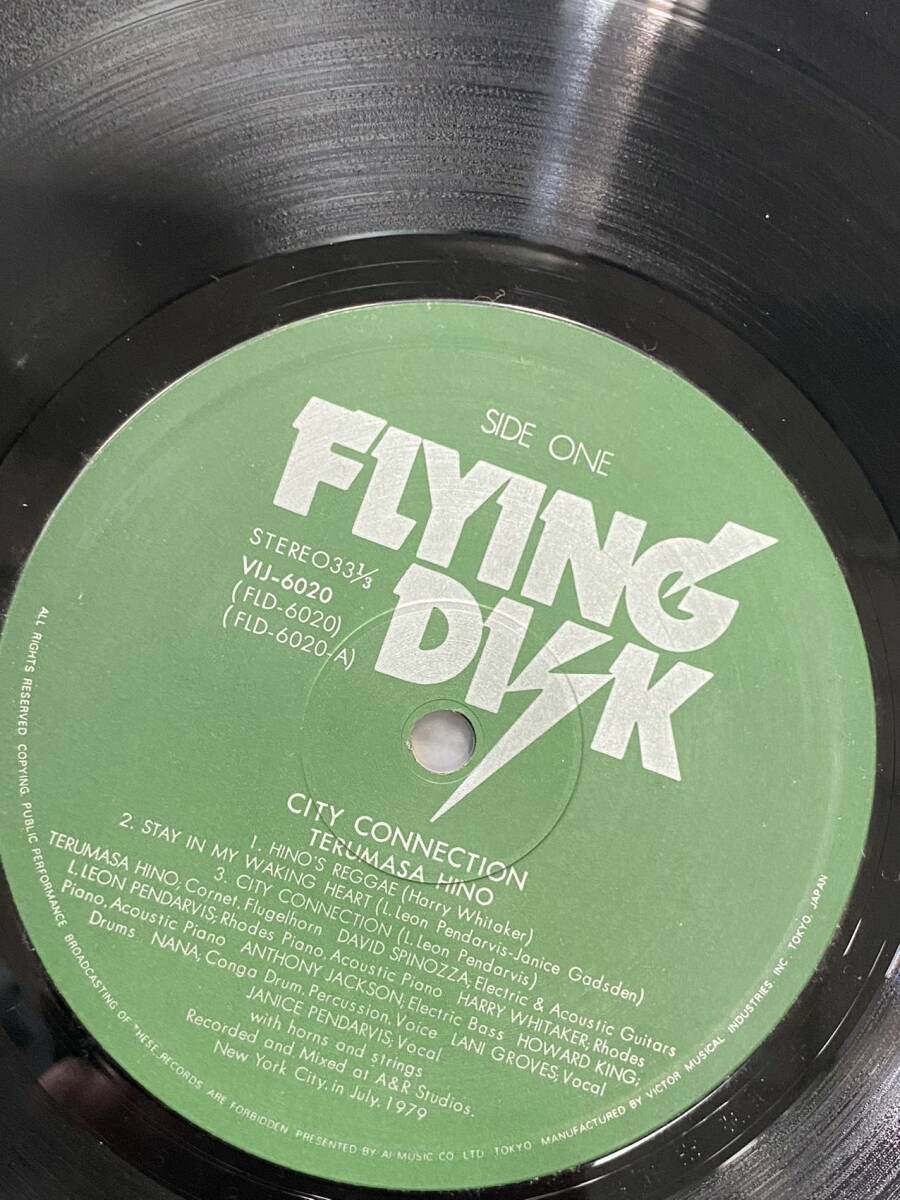 SIDE ONE
FLYING
DISK
STEREO 33 1/3
VIJ-6020
(FLD-6020)
(FLD-6020-A)
CITY CONNECTION
TERUMASA HINO
1. HINO'S REGGAE (Harry Whitaker)
2. STAY IN MY WAKING HEART (L. Leon Pendarvis-Janice Gadsden)
3. CITY CONNECTION (L. Leon Pendarvis)
TERUMASA HINO; Cornet, Flugelhorn DAVID SPINOZZA; Electric & Acoustic Guitars
L. LEON PENDARVIS; Rhodes Piano, Acoustic Piano HARRY WHITAKER; Rhodes
Piano, Acoustic Piano ANTHONY JACKSON; Electric Bass HOWARD KING;
Drums NANA; Conga Drum, Percussion, Voice LANI GROVES; Vocal
JANICE PENDARVIS; Vocal
with horns and strings
Recorded and Mixed at A&R Studios.
New York City, in July. 1979
ALL RIGHTS RESERVED COPYING, PUBLIC PERFORMANCE BROADCASTING OF THESE RECORDS ARE FORBIDDEN. PRESENTED BY AI MUSIC CO. LTD. TOKYO. MANUFACTURED BY VICTOR MUSICAL INDUSTRIES, INC. TOKYO, JAPAN